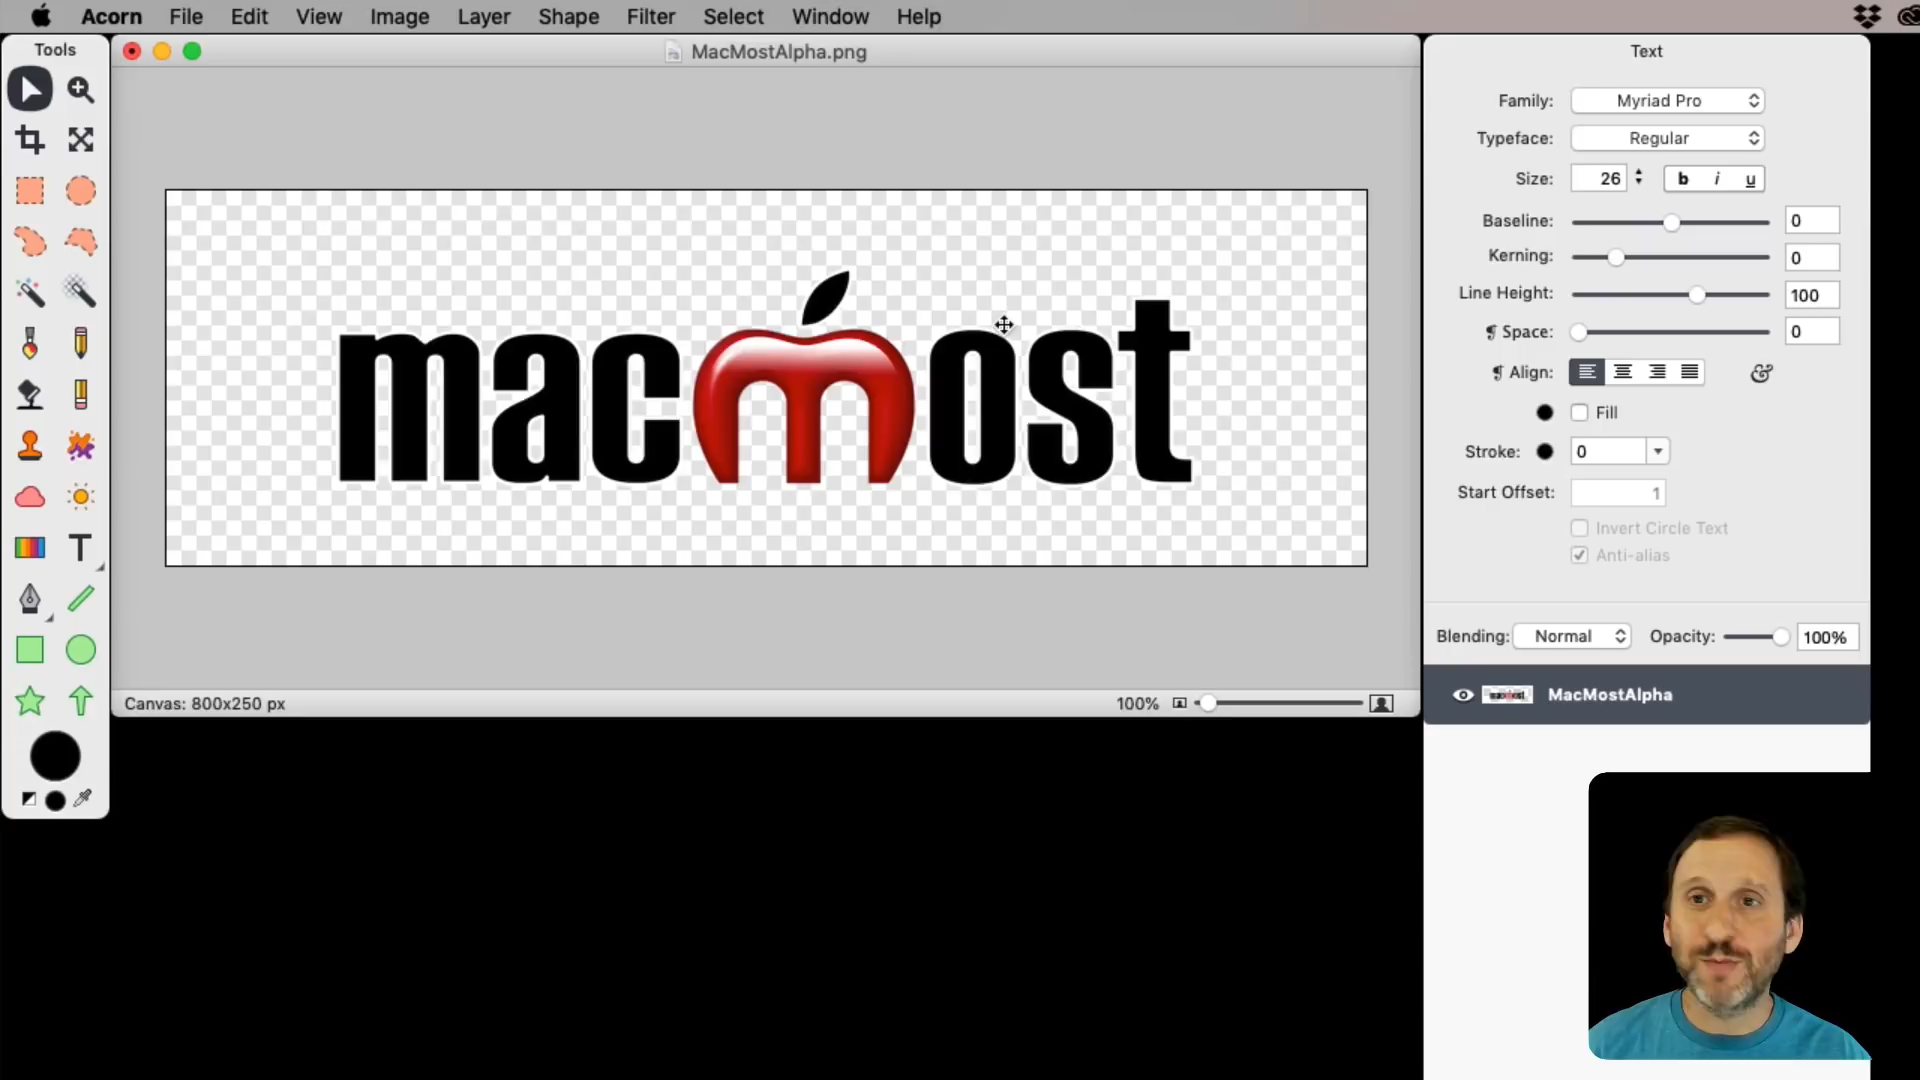 Acorn File Edit View Image Layer Shape Filter Select Window Help
Tools
MacMostAlpha.png
macmost
T
Canvas: 800x250 px
100%
Text
Family: Myriad Pro
Typeface: Regular
Size: 26 b i u
Baseline: 0
Kerning: 0
Line Height: 100
¶ Space: 0
¶ Align:
Fill
Stroke: 0
Start Offset: 1
Invert Circle Text
Anti-alias
Blending: Normal Opacity: 100%
MacMostAlpha